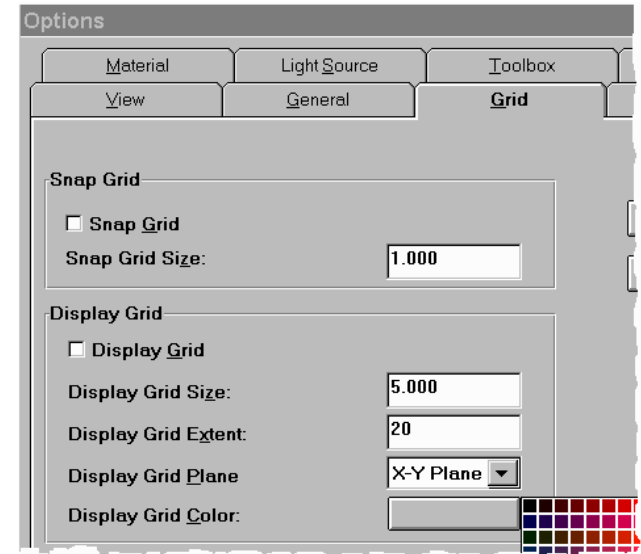 Options
Material Light Source Toolbox
View General Grid
Snap Grid
Snap Grid
Snap Grid Size: 1.000
Display Grid
Display Grid
Display Grid Size: 5.000
Display Grid Extent: 20
Display Grid Plane X-Y Plane
Display Grid Color: